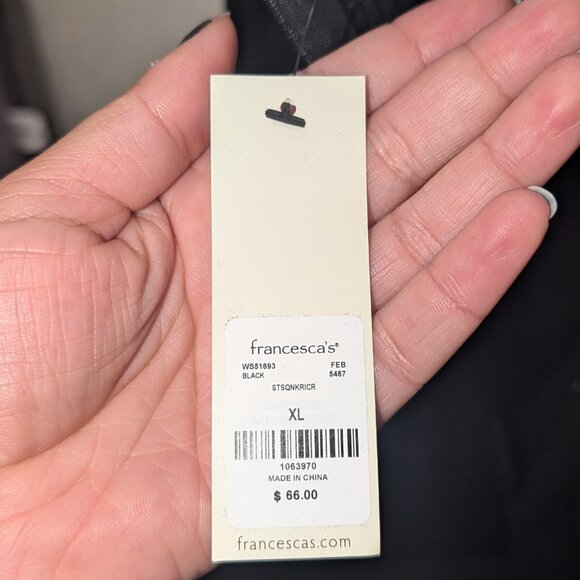 francesca's®
WS51693 FEB
BLACK 5487
STSQNKRICR
XL
1063970
MADE IN CHINA
$ 66.00
francescas.com